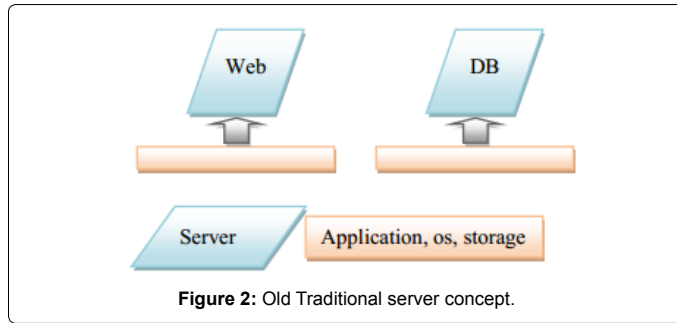 Web
DB
Server
Application, os, storage
Figure 2: Old Traditional server concept.